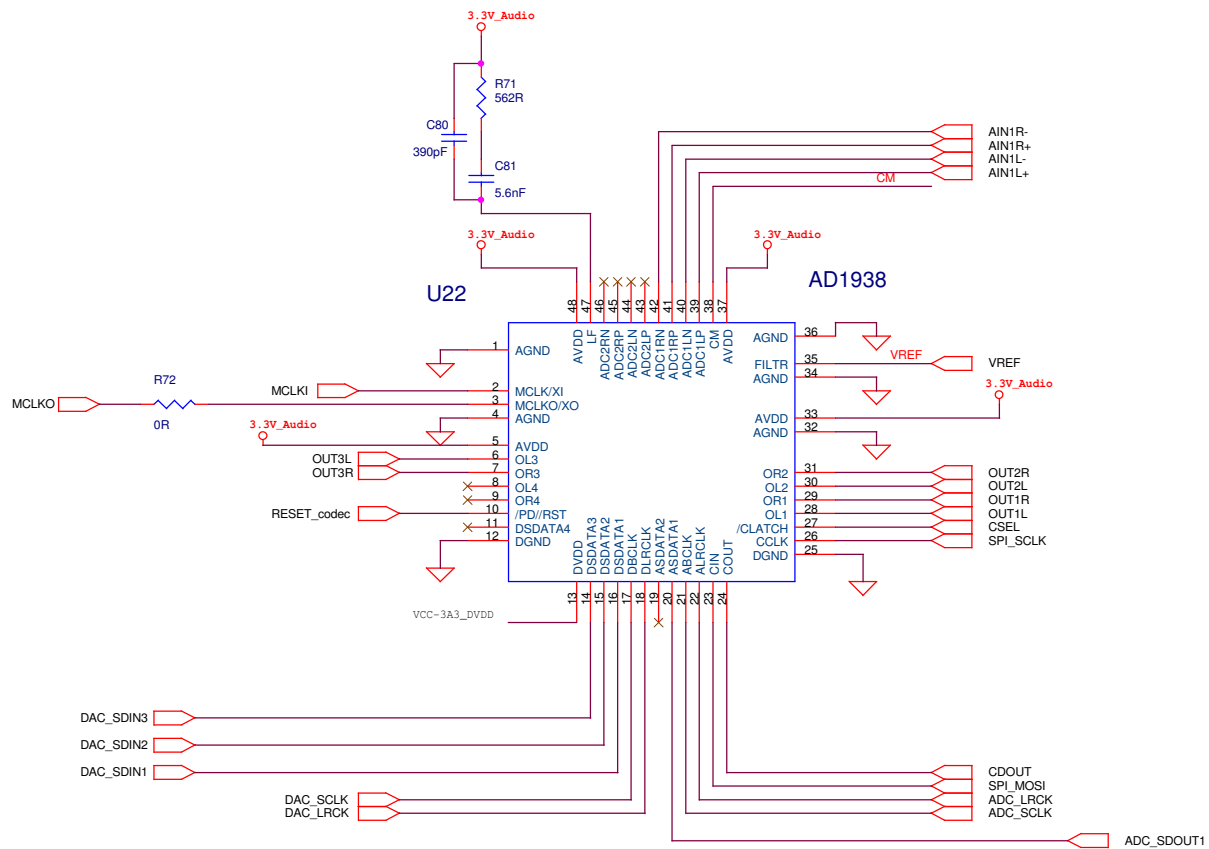 3.3V_Audio
R71
562R
C80
390pF
C81
5.6nF
AIN1R-
AIN1R+
AIN1L-
AIN1L+
CM
3.3V_Audio
3.3V_Audio
U22
AD1938
48
47
46
45
44
43
42
41
40
39
38
37
AVDD
LF
ADC2RN
ADC2RP
ADC2LN
ADC2LP
ADC1RN
ADC1RP
ADC1LN
ADC1LP
CM
AVDD
1
AGND
AGND
36
FILTR
35
VREF
VREF
AGND
34
3.3V_Audio
R72
0R
MCLKI
2
MCLK/XI
MCLKO
3
MCLKO/XO
4
AGND
AVDD
33
AGND
32
3.3V_Audio
5
AVDD
OUT3L
6
OL3
OUT3R
7
OR3
8
OL4
9
OR4
RESET_codec
10
/PD//RST
11
DSDATA4
12
DGND
OR2
31
OUT2R
OL2
30
OUT2L
OR1
29
OUT1R
OL1
28
OUT1L
/CLATCH
27
CSEL
CCLK
26
SPI_SCLK
DGND
25
DVDD
DSDATA3
DSDATA2
DSDATA1
DBCLK
DLRCLK
ASDATA2
ASDATA1
ABCLK
ALRCLK
CIN
COUT
13
14
15
16
17
18
19
20
21
22
23
24
VCC-3A3_DVDD
DAC_SDIN3
DAC_SDIN2
DAC_SDIN1
DAC_SCLK
DAC_LRCK
CDOUT
SPI_MOSI
ADC_LRCK
ADC_SCLK
ADC_SDOUT1